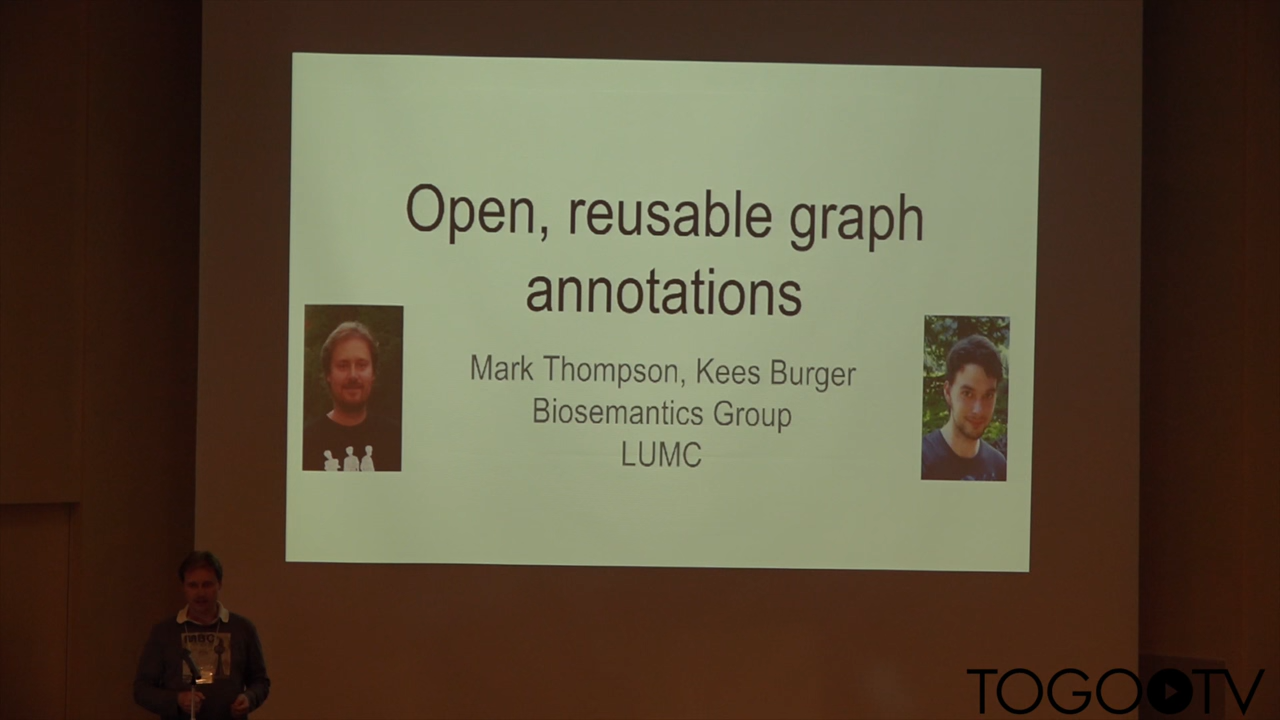 Open, reusable graph
annotations
Mark Thompson, Kees Burger
Biosemantics Group
LUMC
TOGOTV